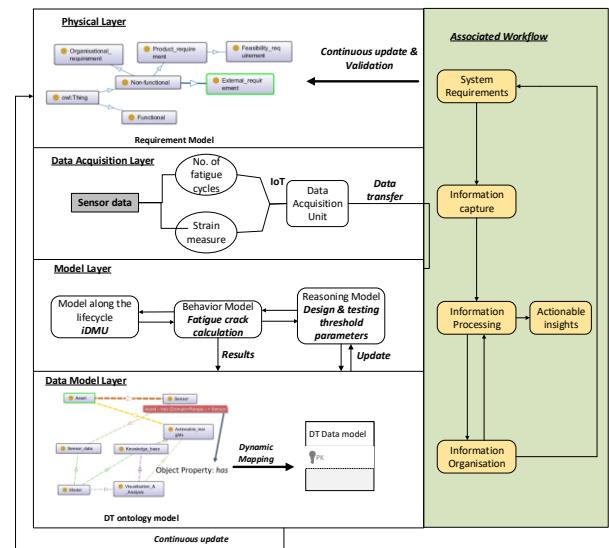 Physical Layer
Organisational_
requirement
Product_require
ment
Feasibility_req
uirement
Non-functional
External_requir
ement
owl:Thing
Functional
Requirement Model
Continuous update &
Validation
Data Acquisition Layer
No. of
fatigue
cycles
IoT
Sensor data
Strain
measure
Data
Acquisition
Unit
Data
transfer
Model Layer
Model along the
lifecycle
iDMU
Behavior Model
Fatigue crack
calculation
Reasoning Model
Design & testing
threshold
parameters
Results
Update
Data Model Layer
Asset
Sensor
Actionable_insi
ghts
Sensor_data
Knowledge_base
Model
Visualisation_&
_Analysis
Object Property: has
DT ontology model
Dynamic
Mapping
DT Data model
PK
Continuous update
Associated Workflow
System
Requirements
Information
capture
Information
Processing
Actionable
insights
Information
Organisation